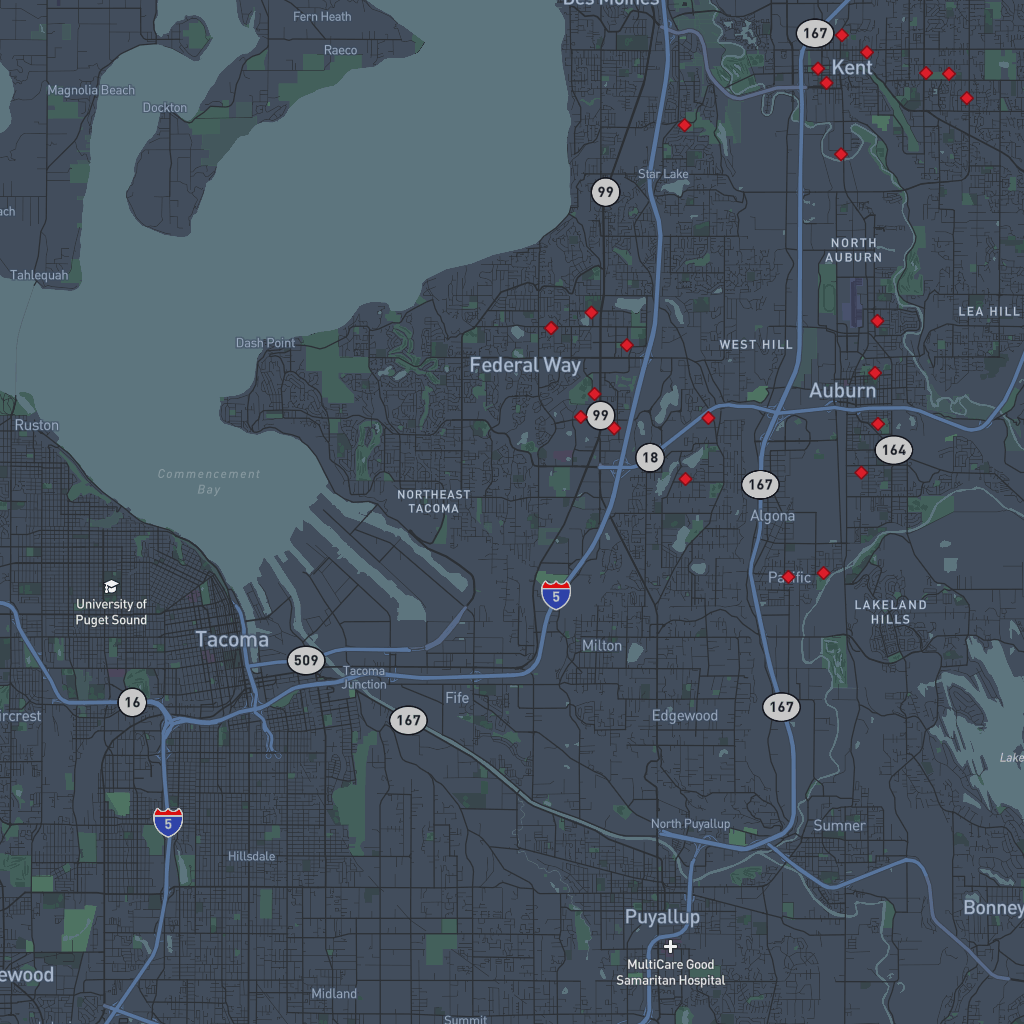 Des Moines
Fern Heath
167
Raeco
Kent
Magnolia Beach
Dockton
Star Lake
99
ach
NORTH
AUBURN
Tahlequah
LEA HILL
Dash Point
WEST HILL
Federal Way
Auburn
99
Ruston
164
18
Commencement
Bay
167
NORTHEAST
TACOMA
Algona
Pacific
5
University of
Puget Sound
LAKELAND
HILLS
Tacoma
Milton
509
Tacoma
Junction
Fife
16
ircrest
167
Edgewood
167
Lake
5
North Puyallup
Sumner
Hillsdale
Bonney
Puyallup
MultiCare Good
Samaritan Hospital
ewood
Midland
Summit